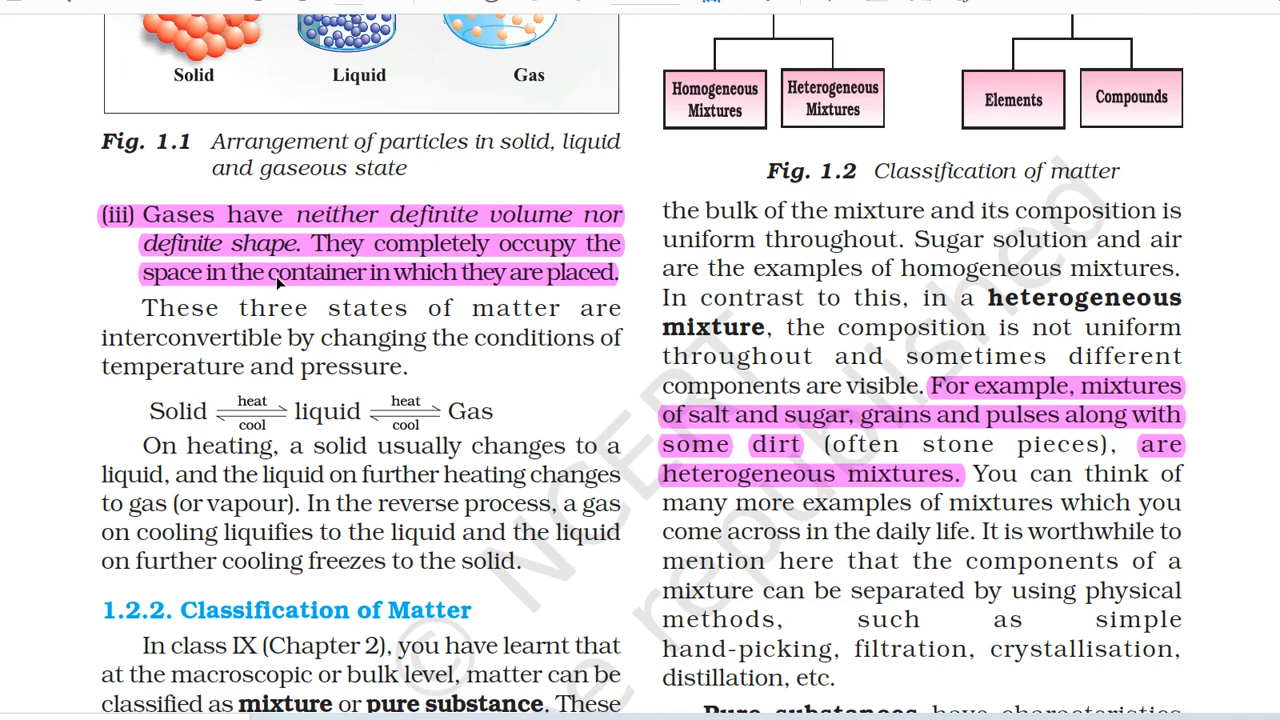 Solid
Liquid
Gas
Fig. 1.1 Arrangement of particles in solid, liquid
and gaseous state
(iii) Gases have neither definite volume nor
definite shape. They completely occupy the
space in the container in which they are placed.
These three states of matter are
interconvertible by changing the conditions of
temperature and pressure.
Solid heat cool liquid heat cool Gas
On heating, a solid usually changes to a
liquid, and the liquid on further heating changes
to gas (or vapour). In the reverse process, a gas
on cooling liquifies to the liquid and the liquid
on further cooling freezes to the solid.
1.2.2. Classification of Matter
In class IX (Chapter 2), you have learnt that
at the macroscopic or bulk level, matter can be
classified as mixture or pure substance. These
Homogeneous
Mixtures
Heterogeneous
Mixtures
Elements
Compounds
Fig. 1.2 Classification of matter
the bulk of the mixture and its composition is
uniform throughout. Sugar solution and air
are the examples of homogeneous mixtures.
In contrast to this, in a heterogeneous
mixture, the composition is not uniform
throughout and sometimes different
components are visible. For example, mixtures
of salt and sugar, grains and pulses along with
some dirt (often stone pieces), are
heterogeneous mixtures. You can think of
many more examples of mixtures which you
come across in the daily life. It is worthwhile to
mention here that the components of a
mixture can be separated by using physical
methods, such as simple
hand-picking, filtration, crystallisation,
distillation, etc.
Pure substances have characteristics
© NCERT
be republished